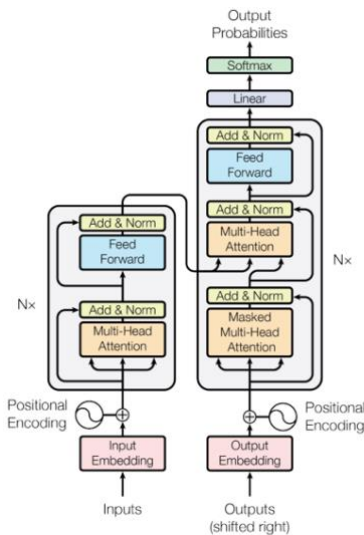 Output
Probabilities
Softmax
Linear
Add & Norm
Feed
Forward
Add & Norm
Multi-Head
Attention
Add & Norm
Masked
Multi-Head
Attention
N×
Positional
Encoding
Output
Embedding
Outputs
(shifted right)
Add & Norm
Feed
Forward
Add & Norm
Multi-Head
Attention
N×
Positional
Encoding
Input
Embedding
Inputs